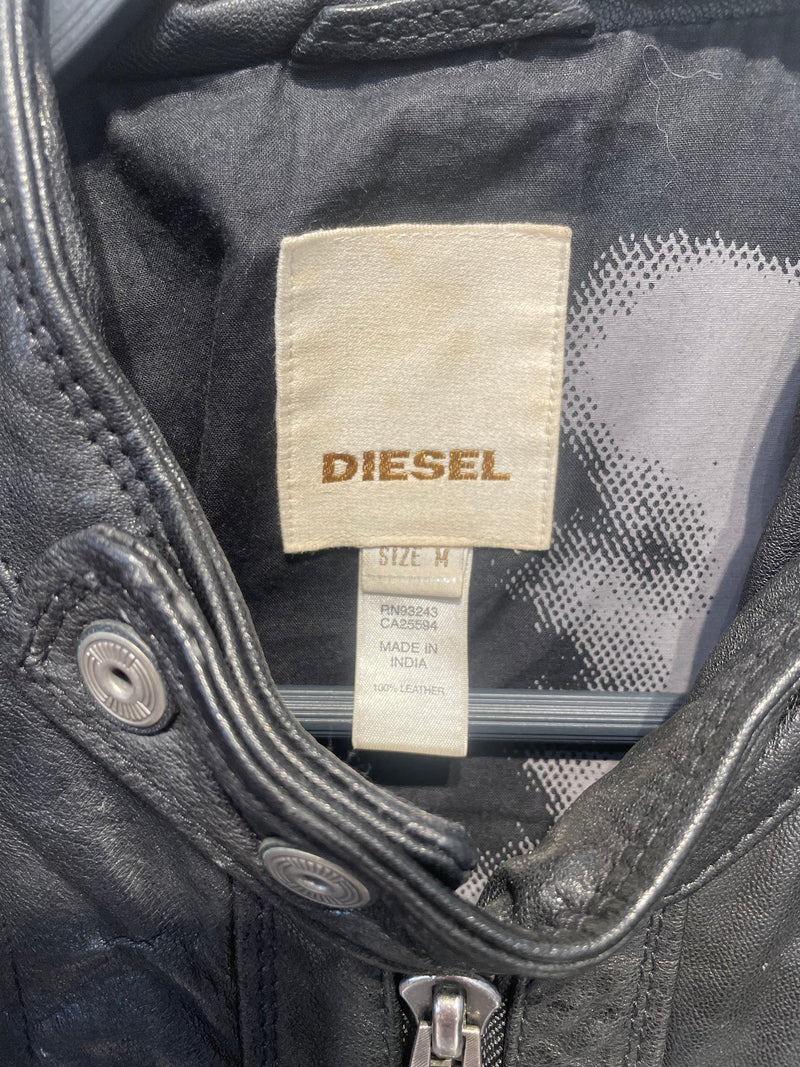 DIESEL
SIZE M
RN93243
CA25594
MADE IN
INDIA
100% LEATHER